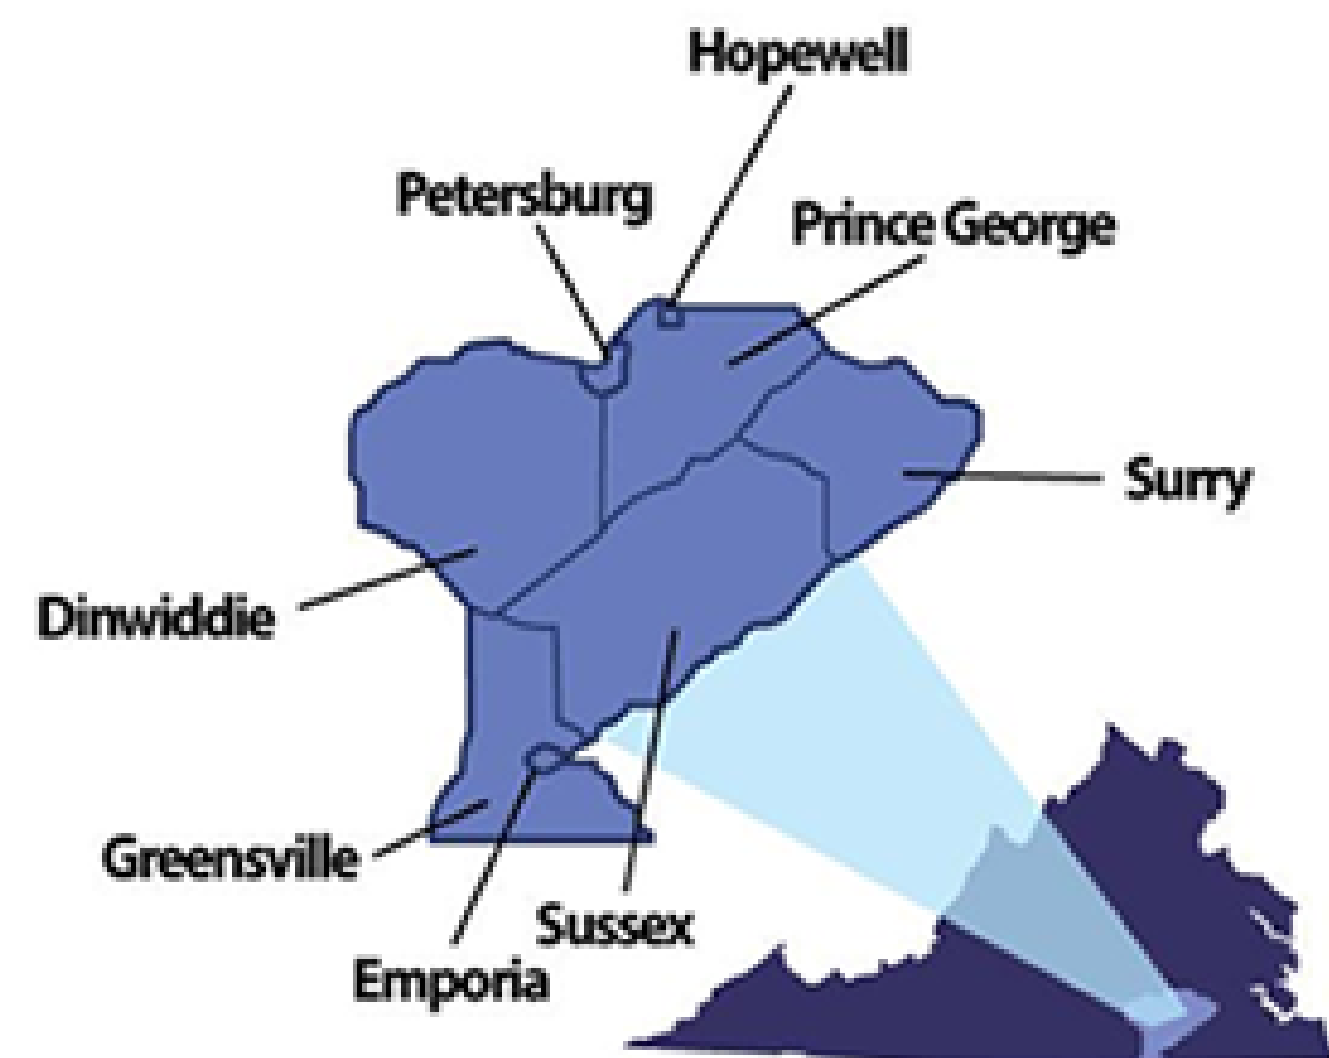 Hopewell
Petersburg
Prince George
Surry
Dinwiddie
Greensville
Sussex
Emporia